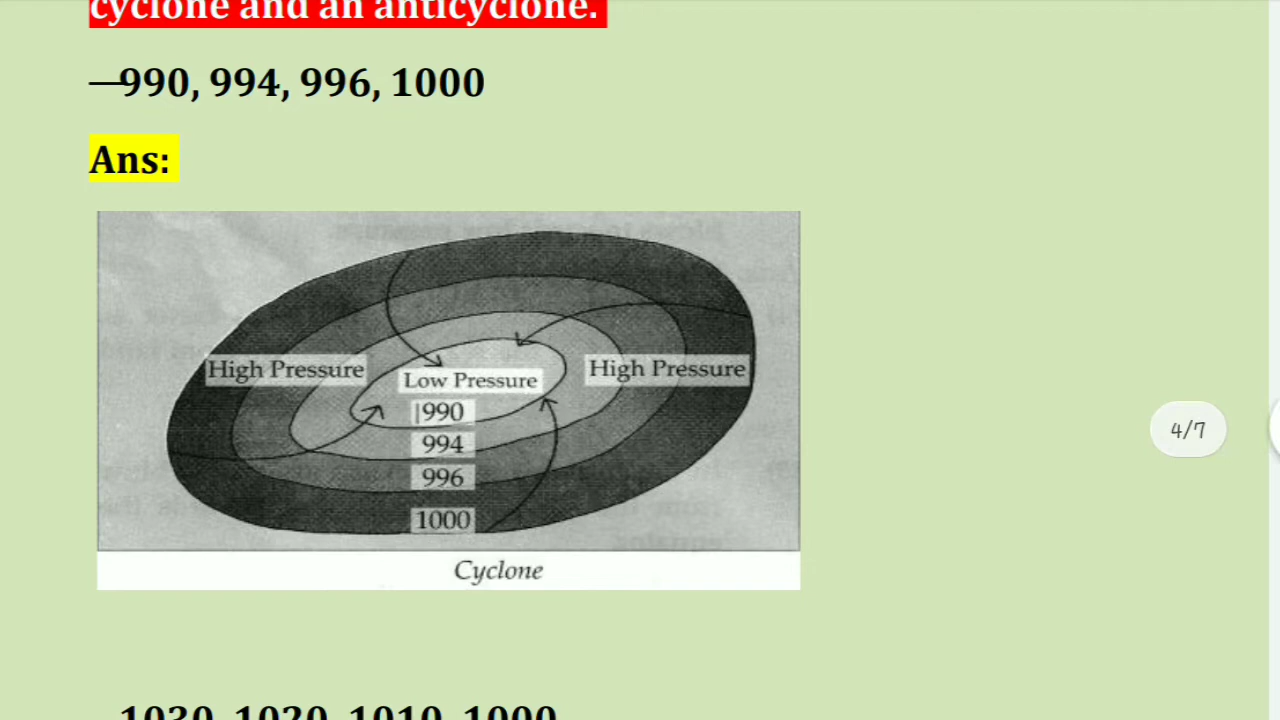 cyclone and an anticyclone.
—990, 994, 996, 1000
Ans:
High Pressure
Low Pressure
High Pressure
990
994
996
1000
4/7
Cyclone
1030, 1020, 1010, 1000